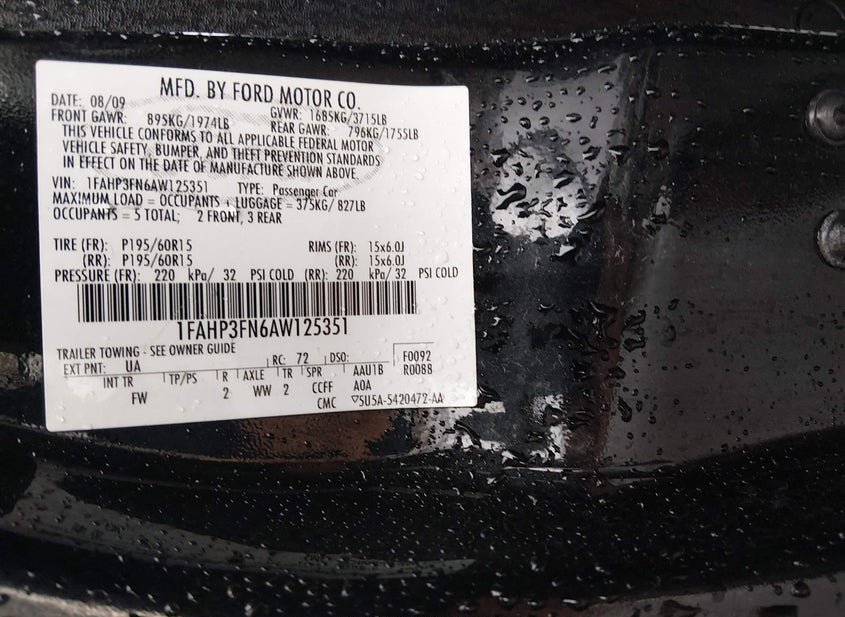 MFD. BY FORD MOTOR CO.
DATE: 08/09 GVWR: 1685KG/3715LB
FRONT GAWR: 895KG/1974LB REAR GAWR: 796KG/1755LB
THIS VEHICLE CONFORMS TO ALL APPLICABLE FEDERAL MOTOR
VEHICLE SAFETY, BUMPER, AND THEFT PREVENTION STANDARDS
IN EFFECT ON THE DATE OF MANUFACTURE SHOWN ABOVE.
VIN: 1FAHP3FN6AW125351 TYPE: Passenger Car
MAXIMUM LOAD = OCCUPANTS + LUGGAGE = 375KG/ 827LB
OCCUPANTS = 5 TOTAL; 2 FRONT, 3 REAR
TIRE (FR): P195/60R15 RIMS (FR): 15x6.0J
(RR): P195/60R15 (RR): 15x6.0J
PRESSURE (FR): 220 kPa/ 32 PSI COLD (RR): 220 kPa/ 32 PSI COLD
1FAHP3FN6AW125351
TRAILER TOWING - SEE OWNER GUIDE
EXT PNT: UA RC: 72 DSO: F0092
R0088
INT TR TP/PS R AXLE TR SPR AAU1B
FW 2 WW 2 CCFF A0A
CMC ▽5U5A-5420472-AA